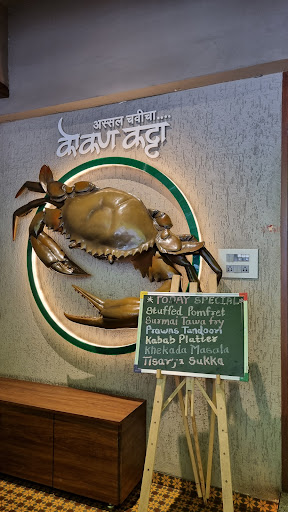 अस्सल चवीचा....
कोकण कट्टा
* TODAY SPECIALS
Stuffed Pomfret
Surmai Tawa fry
Prawns Tandoori
Kabab Platter
Khekada Masala
Tisarya Sukka